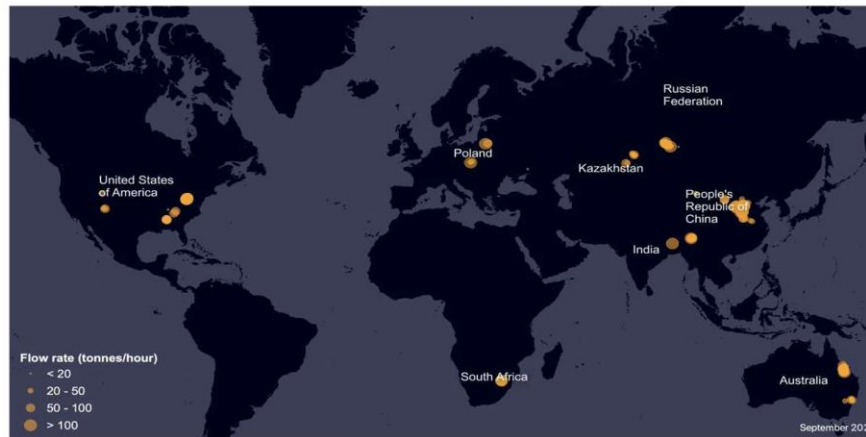 Russian
Federation
Poland
Kazakhstan
United States
of America
People's
Republic of
China
India
South Africa
Australia
Flow rate (tonnes/hour)
< 20
20 - 50
50 - 100
> 100
September